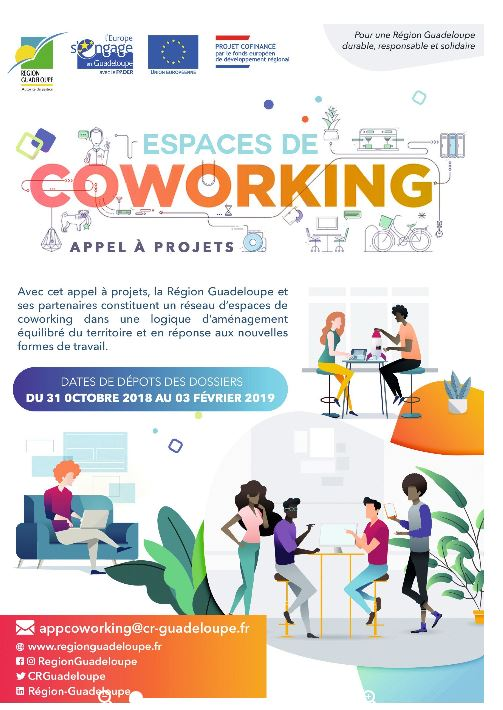 RÉGION
GUADELOUPE
l'Europe
s'engage
en Guadeloupe
avec le FEDER
UNION EUROPÉENNE
PROJET COFINANCÉ
par le fonds européen
de développement régional
Pour une Région Guadeloupe
durable, responsable et solidaire
ESPACES DE
COWORKING
APPEL À PROJETS
Avec cet appel à projets, la Région Guadeloupe et
ses partenaires constituent un réseau d'espaces de
coworking dans une logique d'aménagement
équilibré du territoire et en réponse aux nouvelles
formes de travail.
DATES DE DÉPOTS DES DOSSIERS
DU 31 OCTOBRE 2018 AU 03 FÉVRIER 2019
appcoworking@cr-guadeloupe.fr
www.regionguadeloupe.fr
RegionGuadeloupe
CRGuadeloupe
Région-Guadeloupe